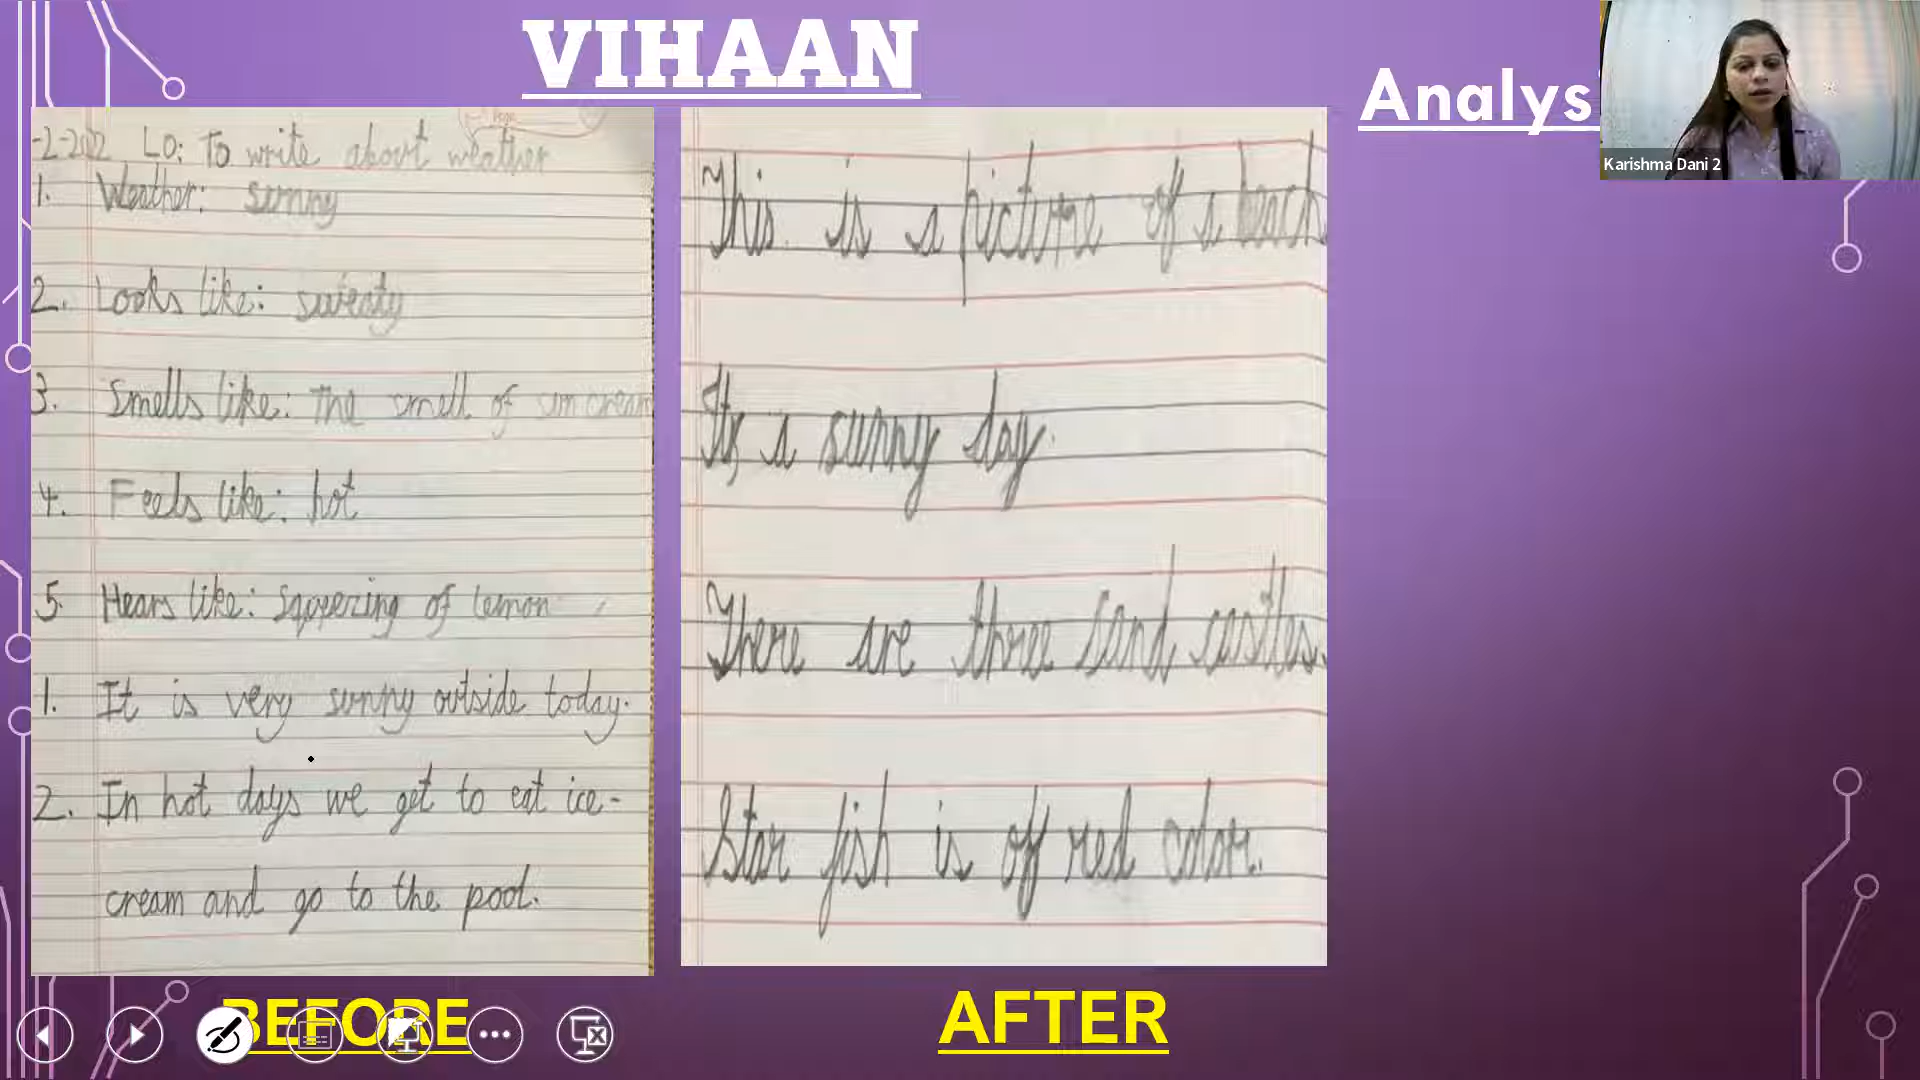 VIHAAN
Analys
Karishma Dani 2
-2-202 LO: To write about weather
1. Weather: sunny
2. Looks like: sweaty
3. Smells like: The smell of sun cream
4. Feels like: hot
5. Hears like: of lemon
1. It is very sunny outside today.
2. In hot days we get to eat ice-
cream and go to the pool.
This is a picture of a beach
Its a sunny day.
There are three sand castles.
Star fish is off red color.
BEFORE
AFTER